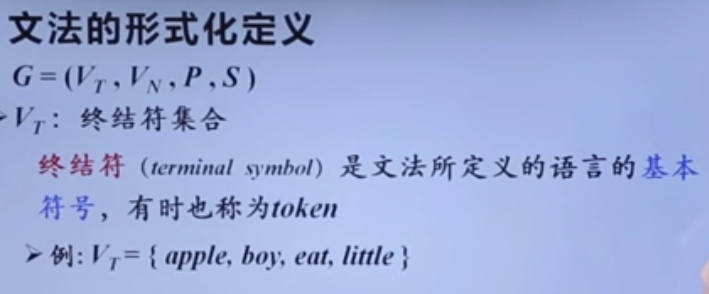 文法的形式化定义
G = (V_T , V_N , P , S )
➢V_T：终结符集合
终结符（terminal symbol）是文法所定义的语言的基本
符号，有时也称为token
➢例: V_T = { apple, boy, eat, little }